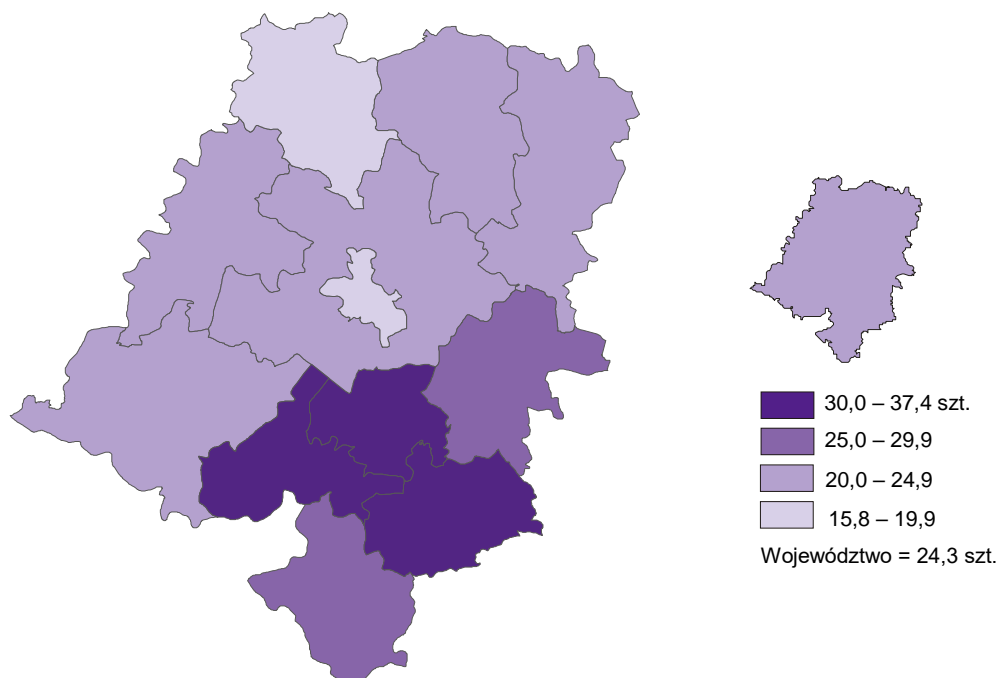 30,0 – 37,4 szt.
25,0 – 29,9
20,0 – 24,9
15,8 – 19,9
Województwo = 24,3 szt.